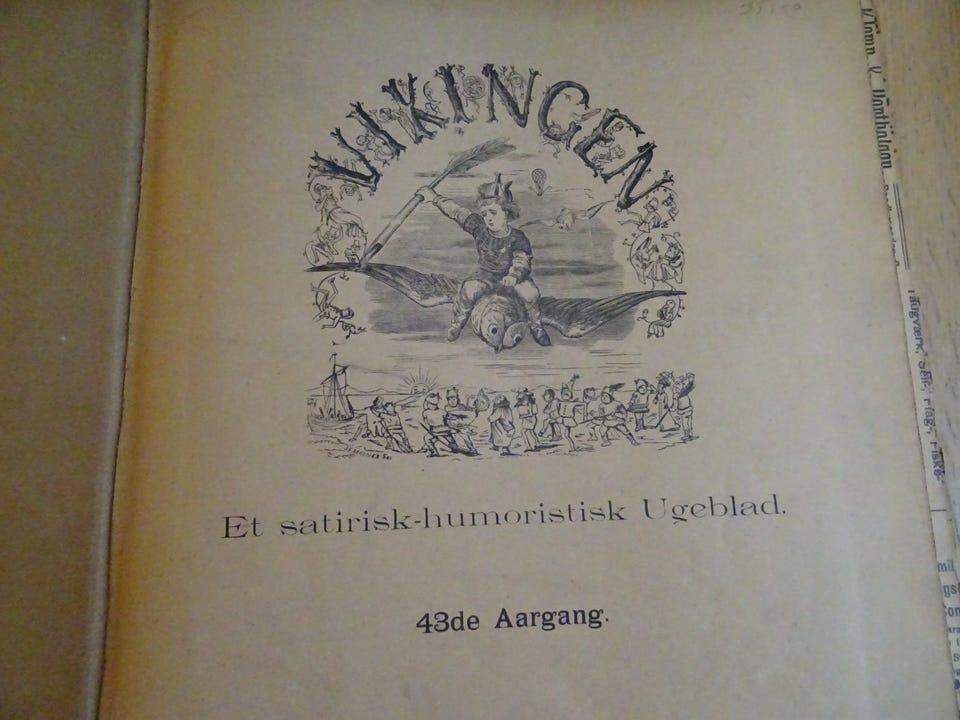 VIKINGEN
Et satirisk-humoristisk Ugeblad.
43de Aargang.